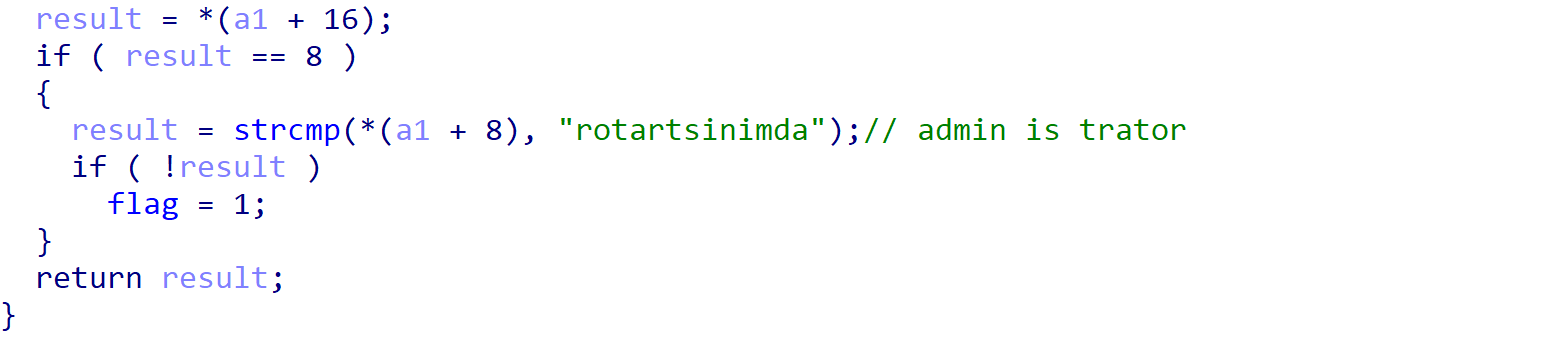 result = *(a1 + 16);
if ( result == 8 )
{
result = strcmp(*(a1 + 8), "rotartsinimda");// admin is trator
if ( !result )
flag = 1;
}
return result;
}